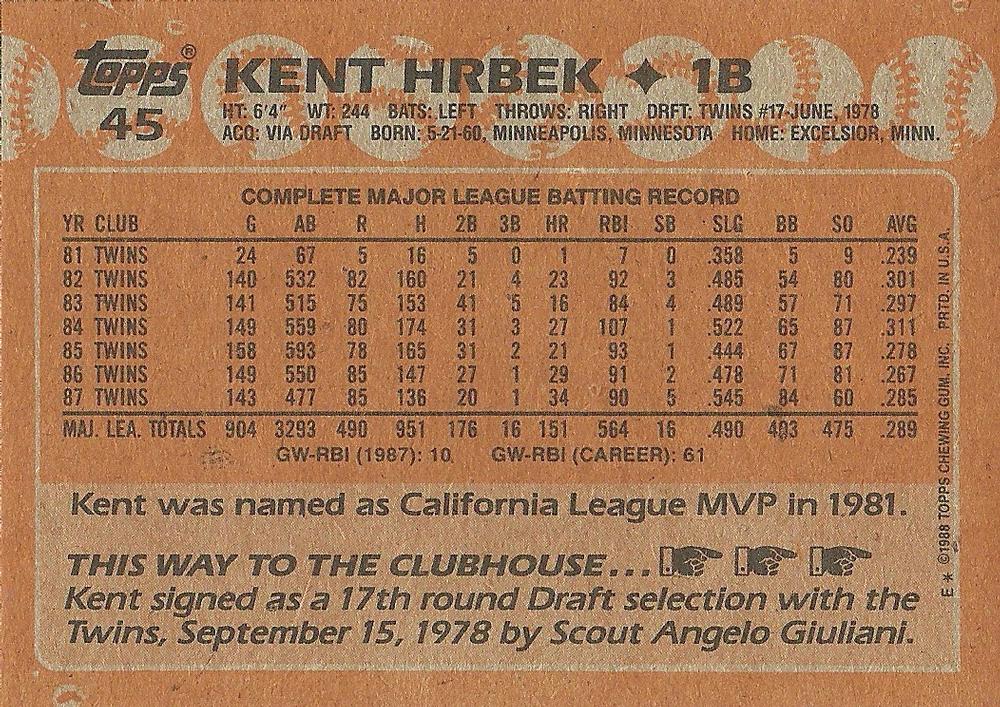 Topps®
45
KENT HRBEK ✦ 1B
HT: 6'4" WT: 244 BATS: LEFT THROWS: RIGHT DRFT: TWINS #17-JUNE, 1978
ACQ: VIA DRAFT BORN: 5-21-60, MINNEAPOLIS, MINNESOTA HOME: EXCELSIOR, MINN.
COMPLETE MAJOR LEAGUE BATTING RECORD
YR CLUB G AB R H 2B 3B HR RBI SB SLG BB SO AVG
81 TWINS 24 67 5 16 5 0 1 7 0 .358 5 9 .239
82 TWINS 140 532 82 160 21 4 23 92 3 .485 54 80 .301
83 TWINS 141 515 75 153 41 5 16 84 4 .489 57 71 .297
84 TWINS 149 559 80 174 31 3 27 107 1 .522 65 87 .311
85 TWINS 158 593 78 165 31 2 21 93 1 .444 67 87 .278
86 TWINS 149 550 85 147 27 1 29 91 2 .478 71 81 .267
87 TWINS 143 477 85 136 20 1 34 90 5 .545 84 60 .285
MAJ. LEA. TOTALS 904 3293 490 951 176 16 151 564 16 .490 403 475 .289
GW-RBI (1987): 10 GW-RBI (CAREER): 61
Kent was named as California League MVP in 1981.
THIS WAY TO THE CLUBHOUSE...
Kent signed as a 17th round Draft selection with the
Twins, September 15, 1978 by Scout Angelo Giuliani.
E* ©1988 TOPPS CHEWING GUM, INC. PRTD. IN U.S.A.